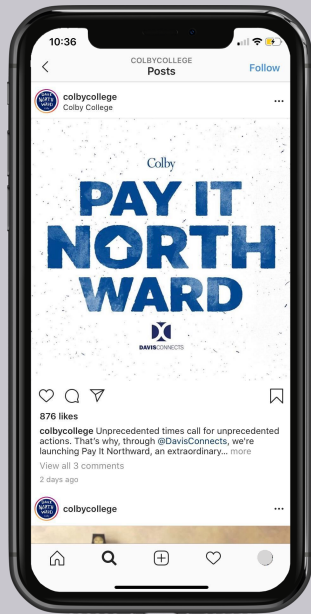 10:36
COLBYCOLLEGE
Posts
Follow
colbycollege
Colby College
Colby
PAY IT
NORTH
WARD
DAVISCONNECTS
876 likes
colbycollege Unprecedented times call for unprecedented
actions. That's why, through @DavisConnects, we're
launching Pay It Northward, an extraordinary... more
View all 3 comments
2 days ago
colbycollege